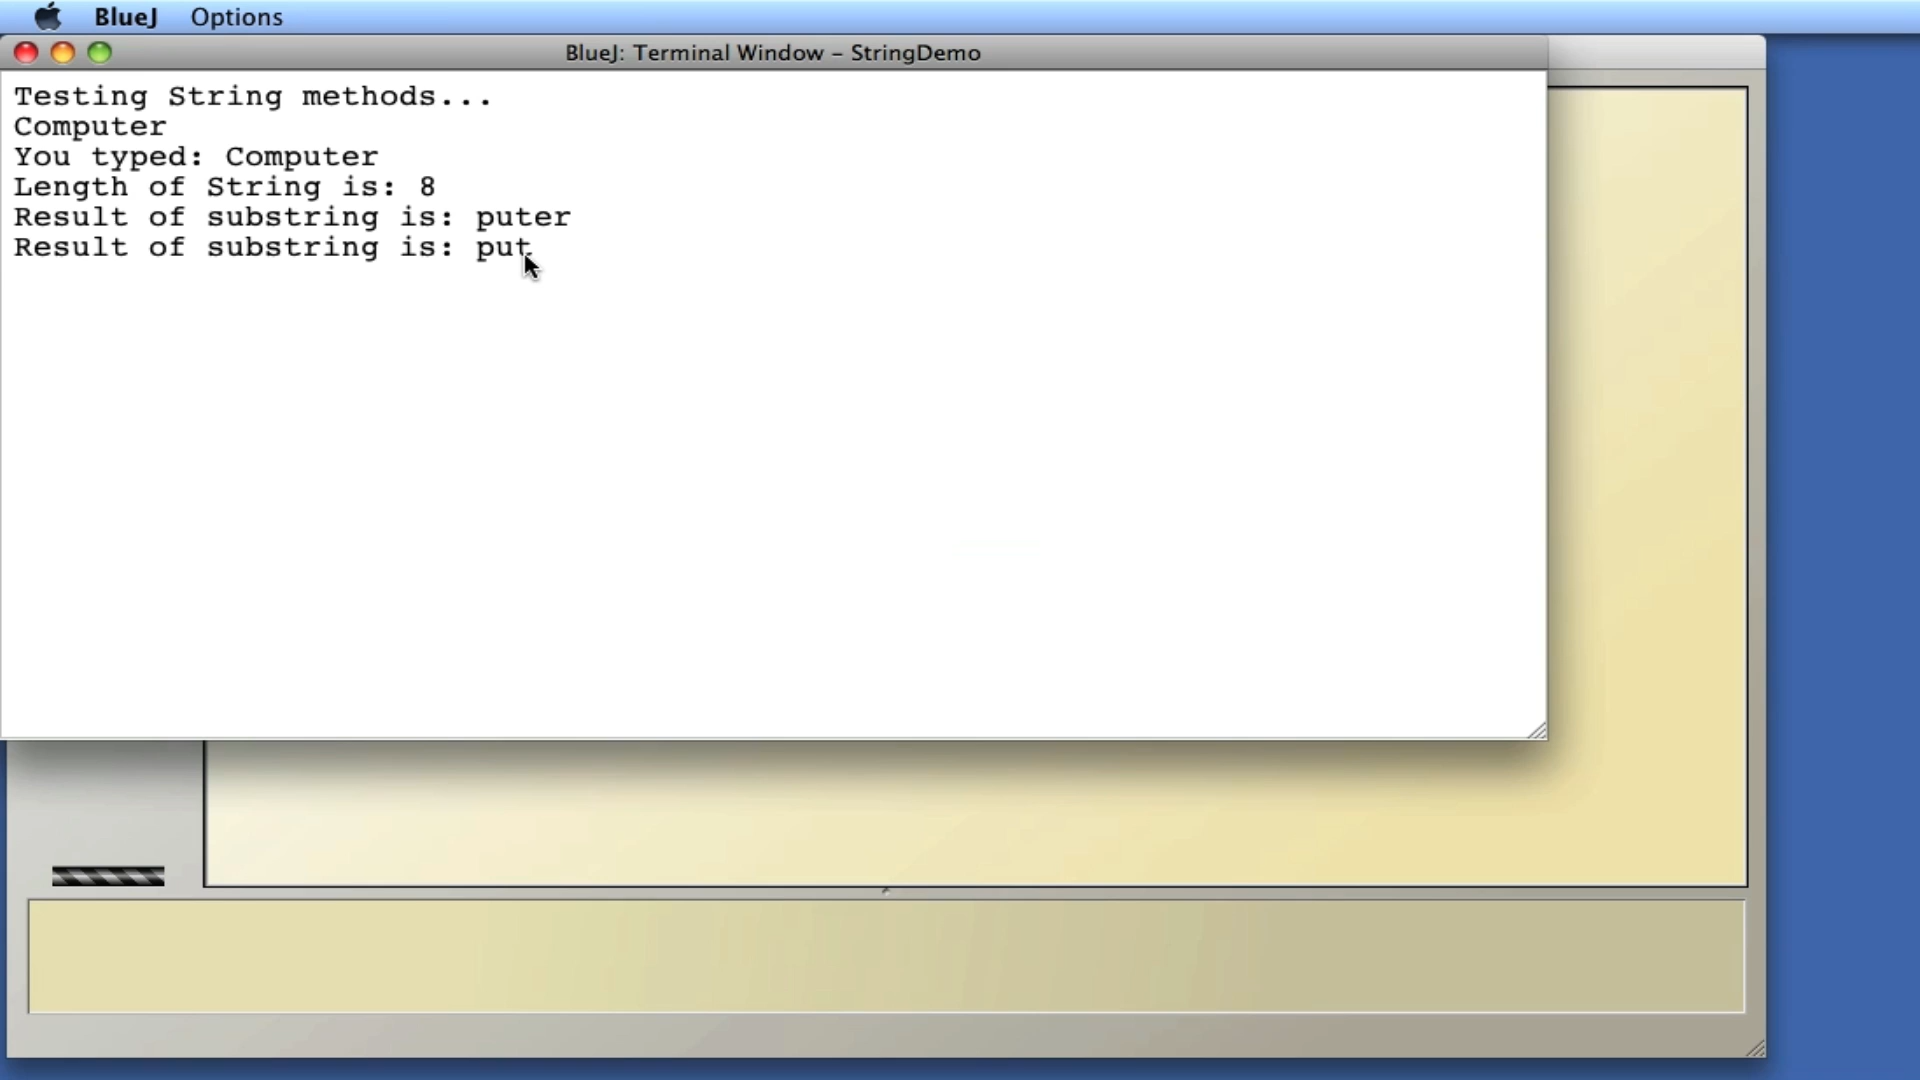 BlueJ Options
BlueJ: Terminal Window – StringDemo
Testing String methods...
Computer
You typed: Computer
Length of String is: 8
Result of substring is: puter
Result of substring is: put